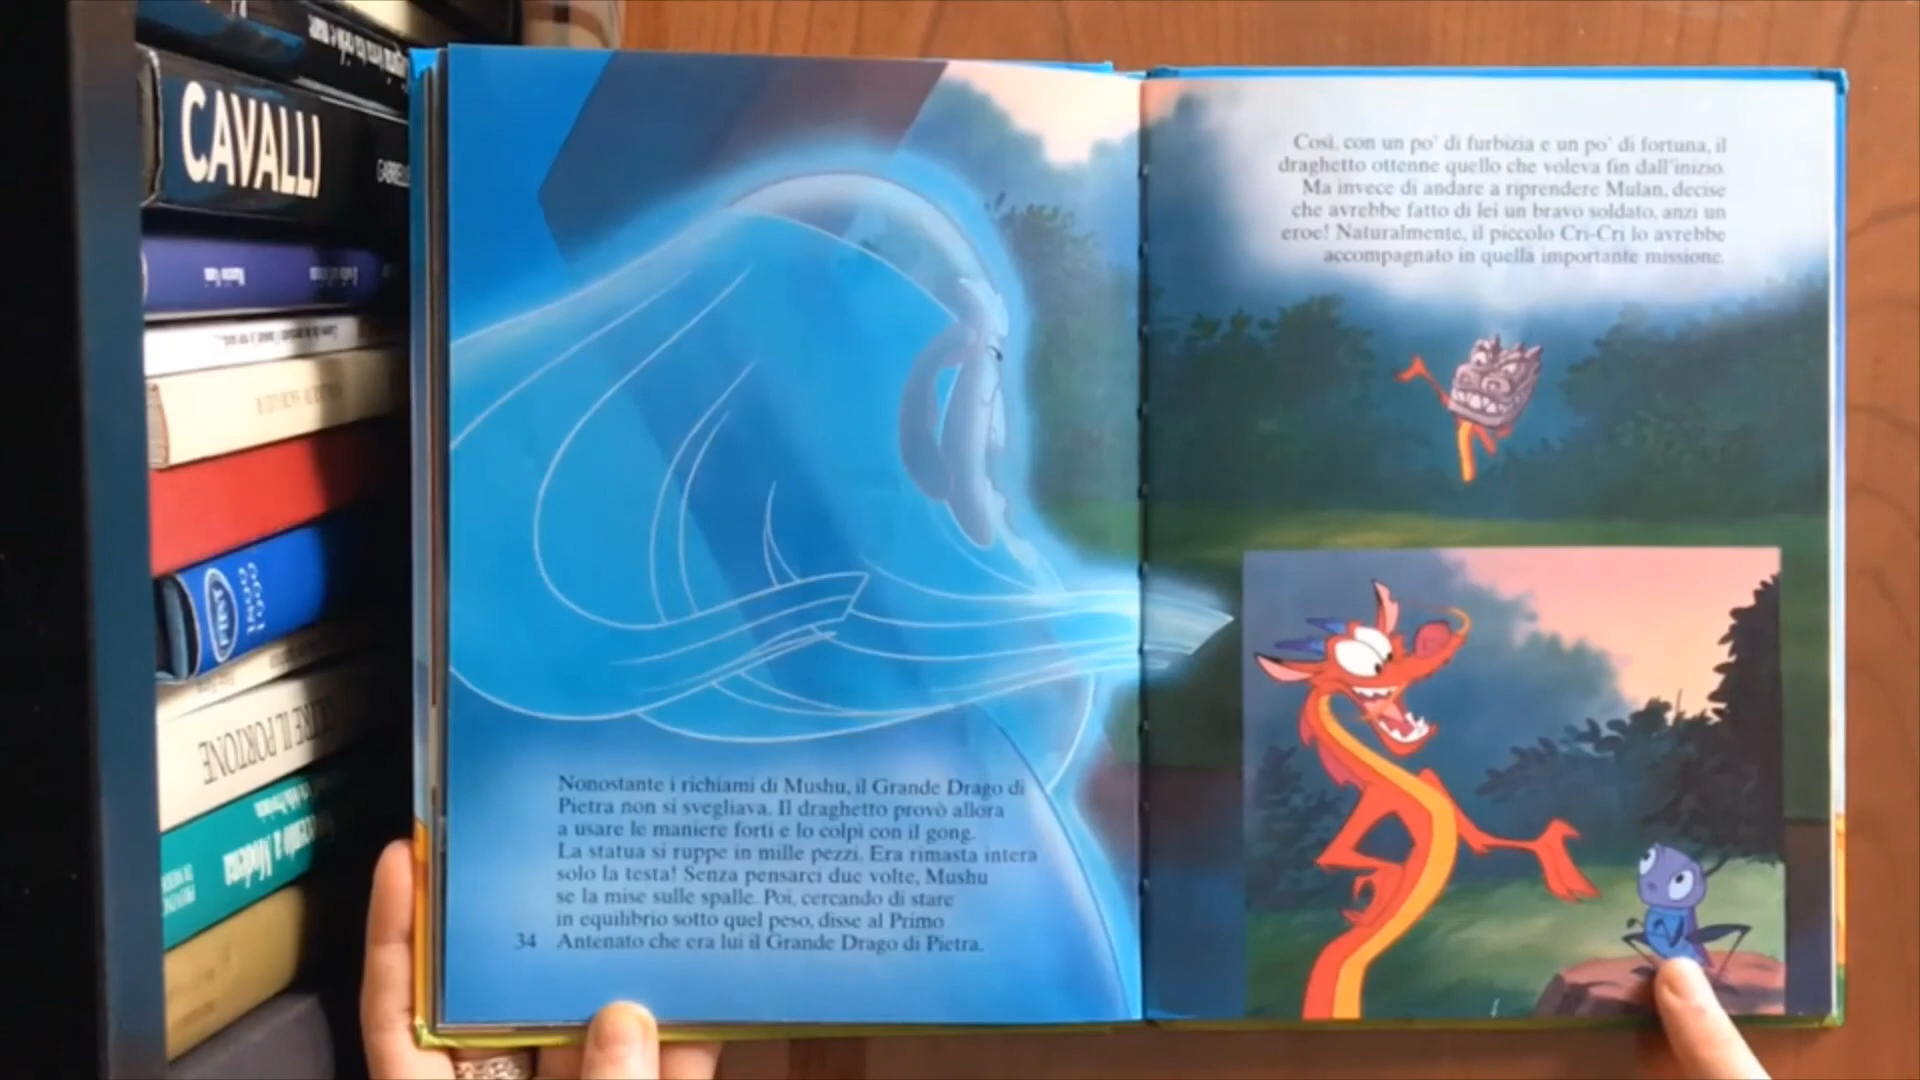 CAVALLI
OLTRE IL PORTONE
Nonostante i richiami di Mushu, il Grande Drago di
Pietra non si svegliava. Il draghetto provò allora
a usare le maniere forti e lo colpì con il gong.
La statua si ruppe in mille pezzi. Era rimasta intera
solo la testa! Senza pensarci due volte, Mushu
se la mise sulle spalle. Poi, cercando di stare
in equilibrio sotto quel peso, disse al Primo
34 Antenato che era lui il Grande Drago di Pietra.
Così, con un po' di furbizia e un po' di fortuna, il
draghetto ottenne quello che voleva fin dall'inizio.
Ma invece di andare a riprendere Mulan, decise
che avrebbe fatto di lei un bravo soldato, anzi un
eroe! Naturalmente, il piccolo Cri-Cri lo avrebbe
accompagnato in quella importante missione.